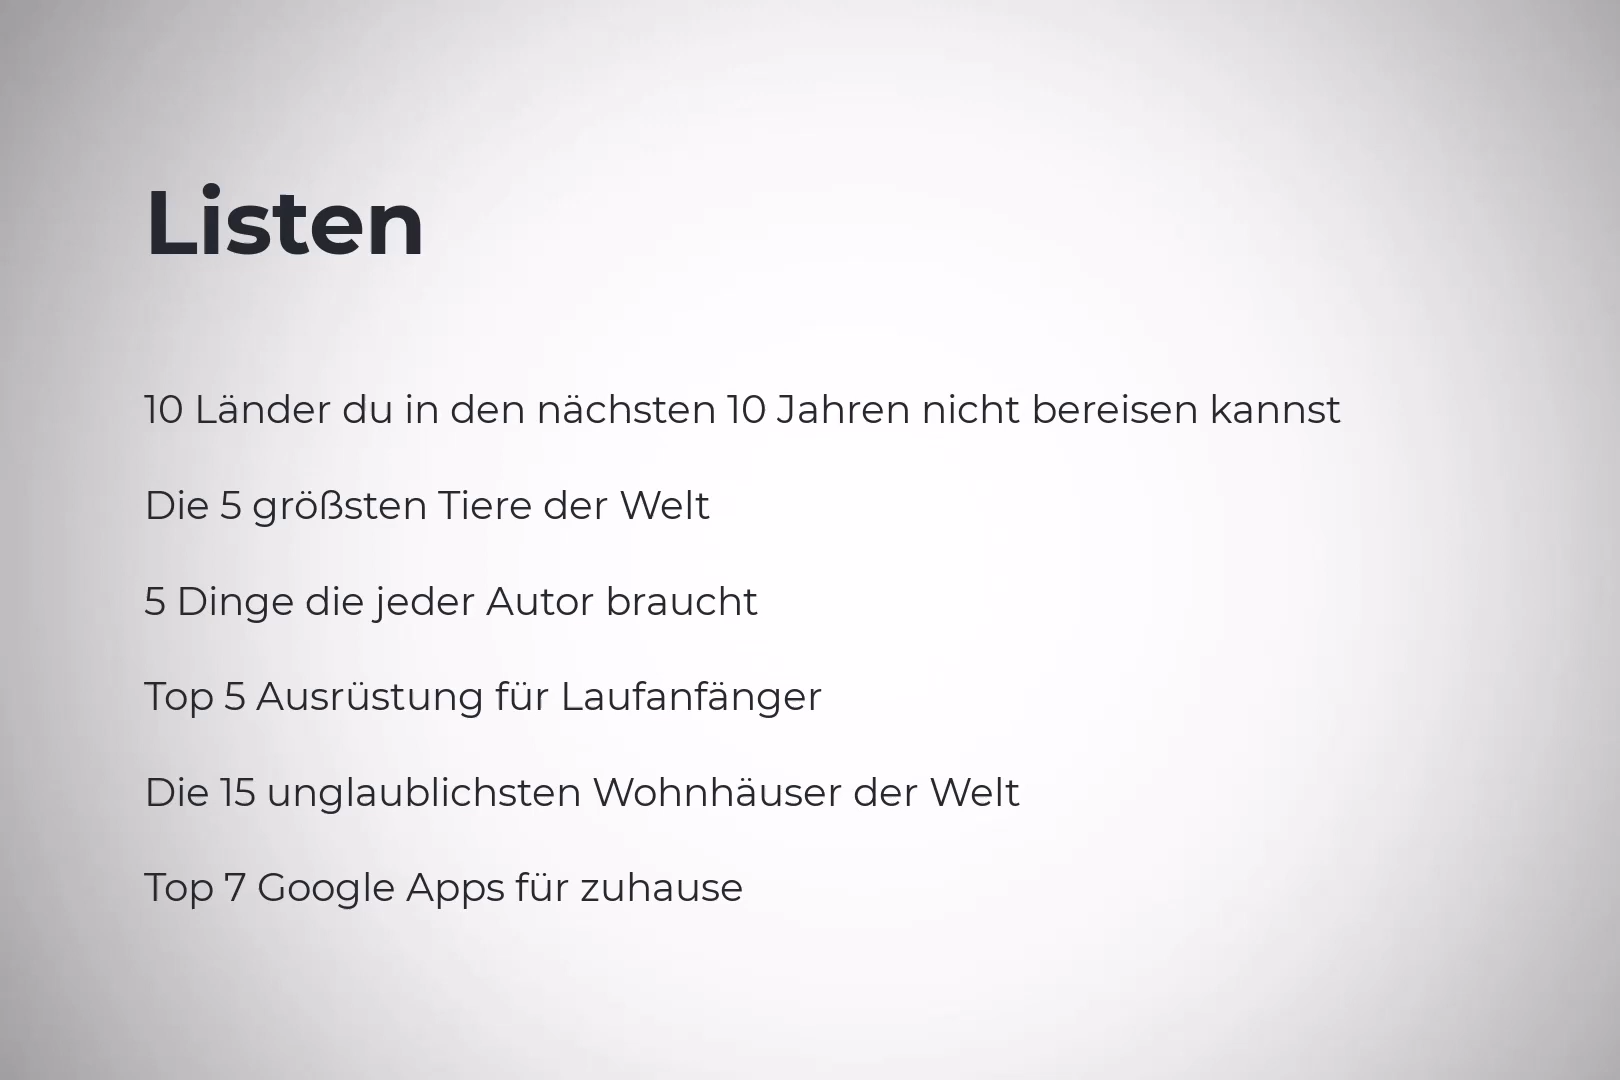 Listen
10 Länder du in den nächsten 10 Jahren nicht bereisen kannst
Die 5 größsten Tiere der Welt
5 Dinge die jeder Autor braucht
Top 5 Ausrüstung für Laufanfänger
Die 15 unglaublichsten Wohnhäuser der Welt
Top 7 Google Apps für zuhause